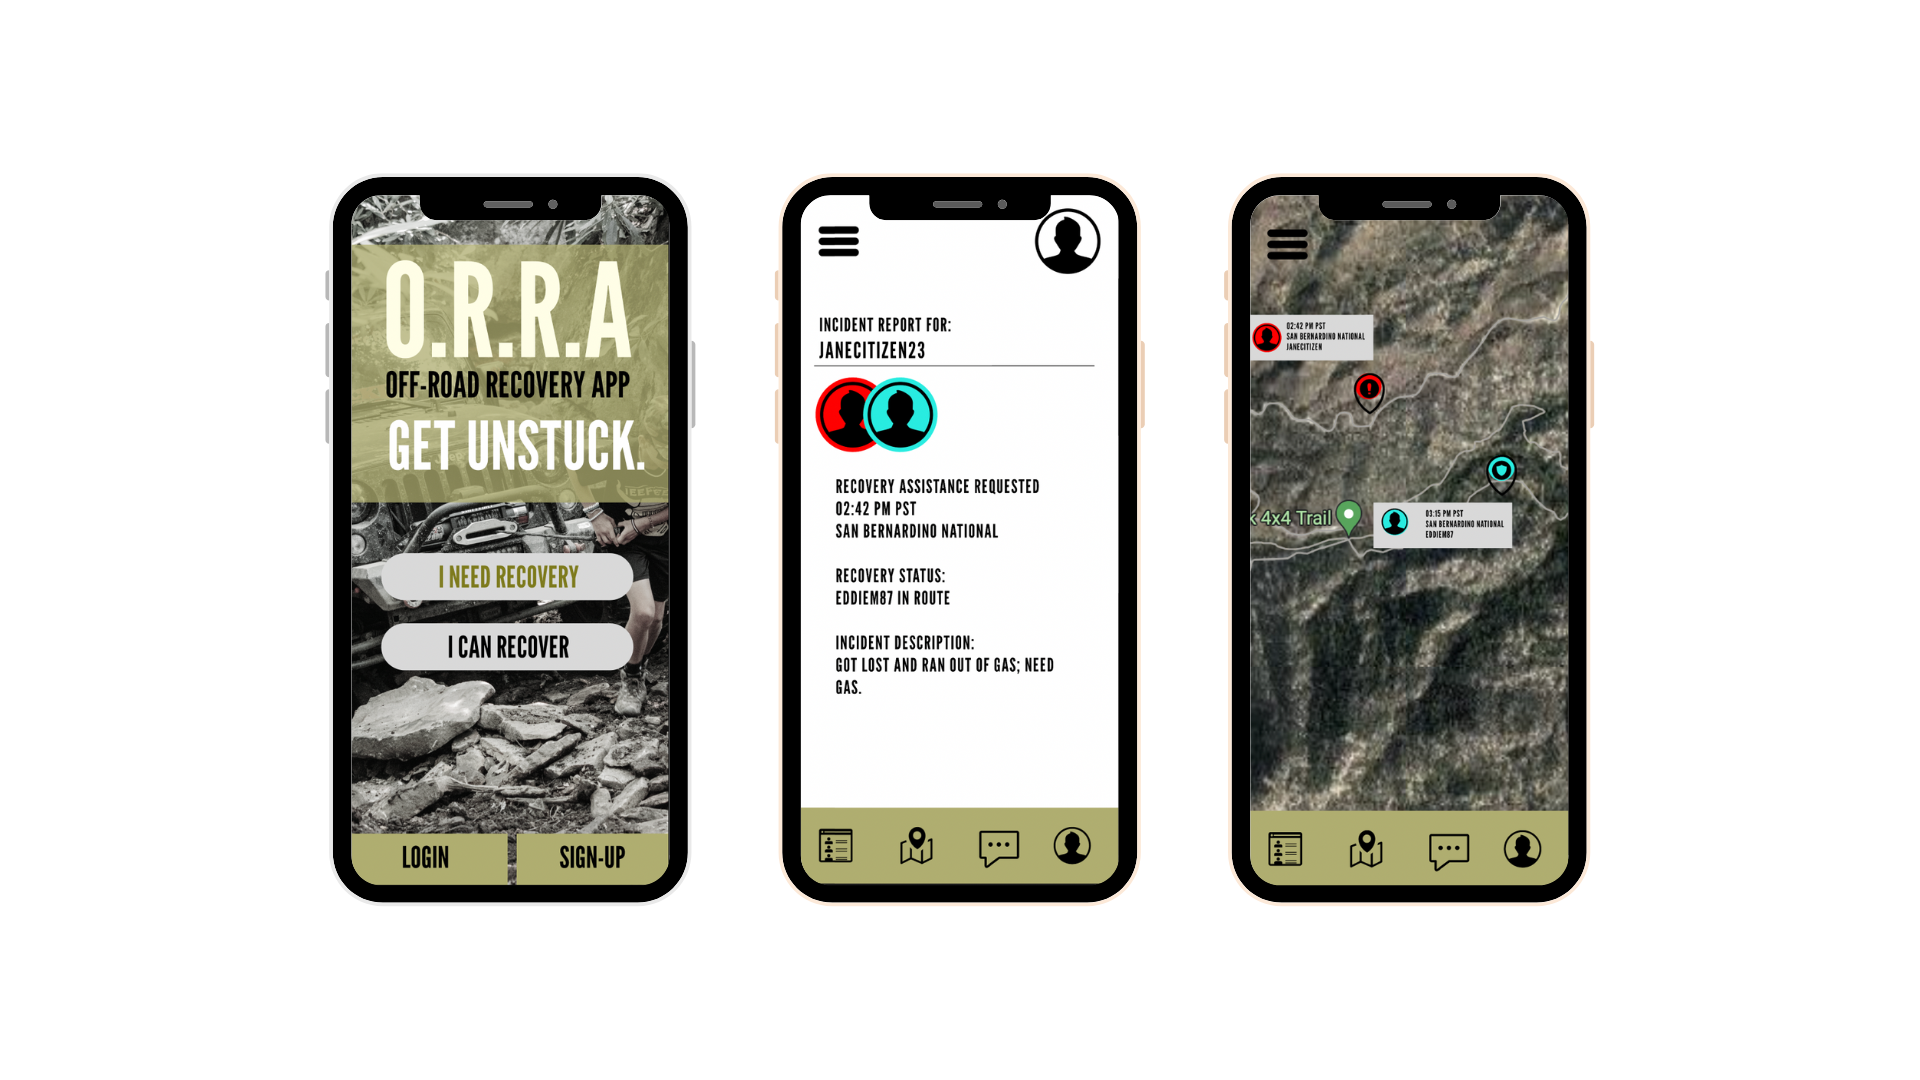 O.R.R.A
OFF-ROAD RECOVERY APP
GET UNSTUCK.
I NEED RECOVERY
I CAN RECOVER
LOGIN
SIGN-UP
INCIDENT REPORT FOR:
JANECITIZEN23
RECOVERY ASSISTANCE REQUESTED
02:42 PM PST
SAN BERNARDINO NATIONAL
RECOVERY STATUS:
EDDIEM87 IN ROUTE
INCIDENT DESCRIPTION:
GOT LOST AND RAN OUT OF GAS; NEED
GAS.
02:42 PM PST
SAN BERNARDINO NATIONAL
JANECITIZEN
4x4 Trail
03:15 PM PST
SAN BERNARDINO NATIONAL
EDDIEM87